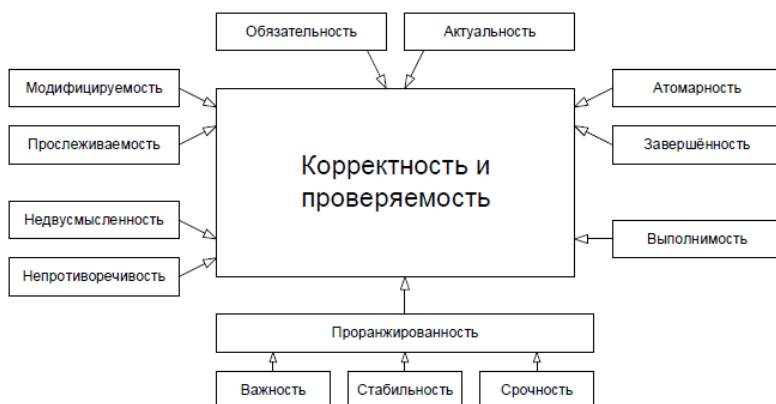 Обязательность
Актуальность
Модифицируемость
Атомарность
Прослеживаемость
Завершённость
Корректность и
проверяемость
Недвусмысленность
Выполнимость
Непротиворечивость
Проранжированность
Важность
Стабильность
Срочность